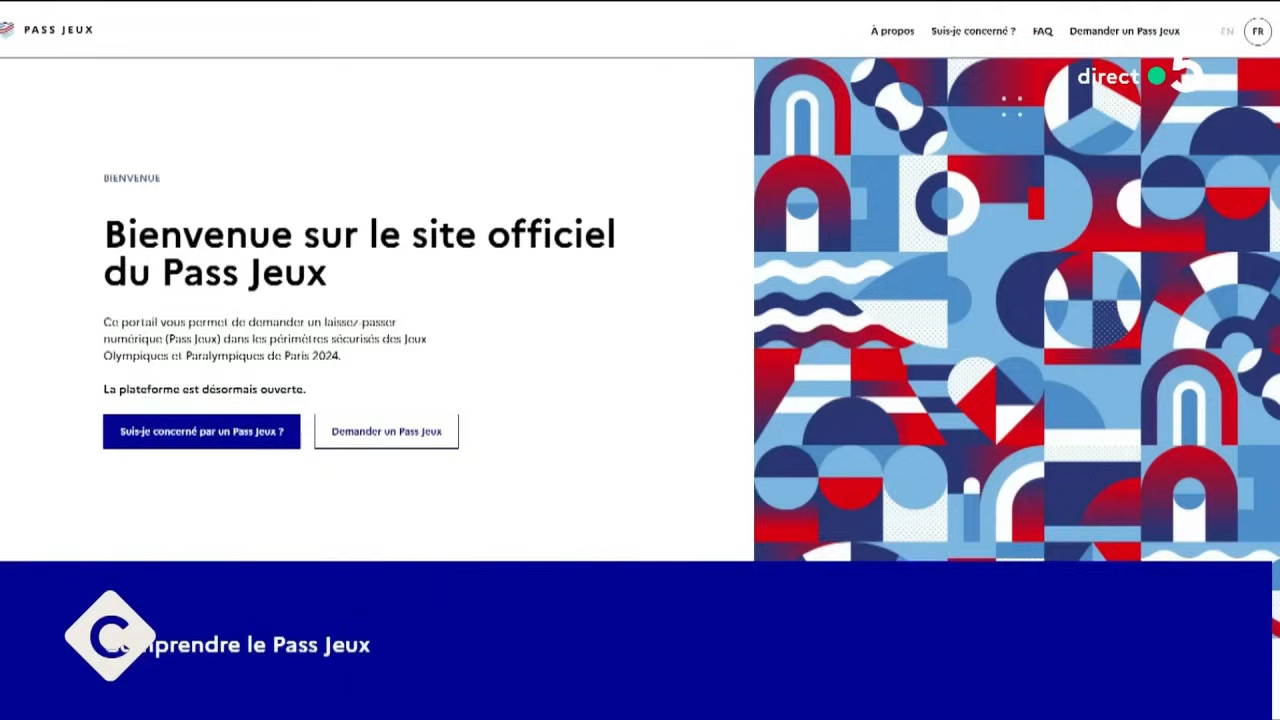 PASS JEUX
À propos Suis-je concerné ? FAQ Demander un Pass Jeux EN FR
direct 5
BIENVENUE
Bienvenue sur le site officiel
du Pass Jeux
Ce portail vous permet de demander un laissez-passer
numérique (Pass Jeux) dans les périmètres sécurisés des Jeux
Olympiques et Paralympiques de Paris 2024.
La plateforme est désormais ouverte.
Suis-je concerné par un Pass Jeux ? Demander un Pass Jeux
C
le Pass Jeux